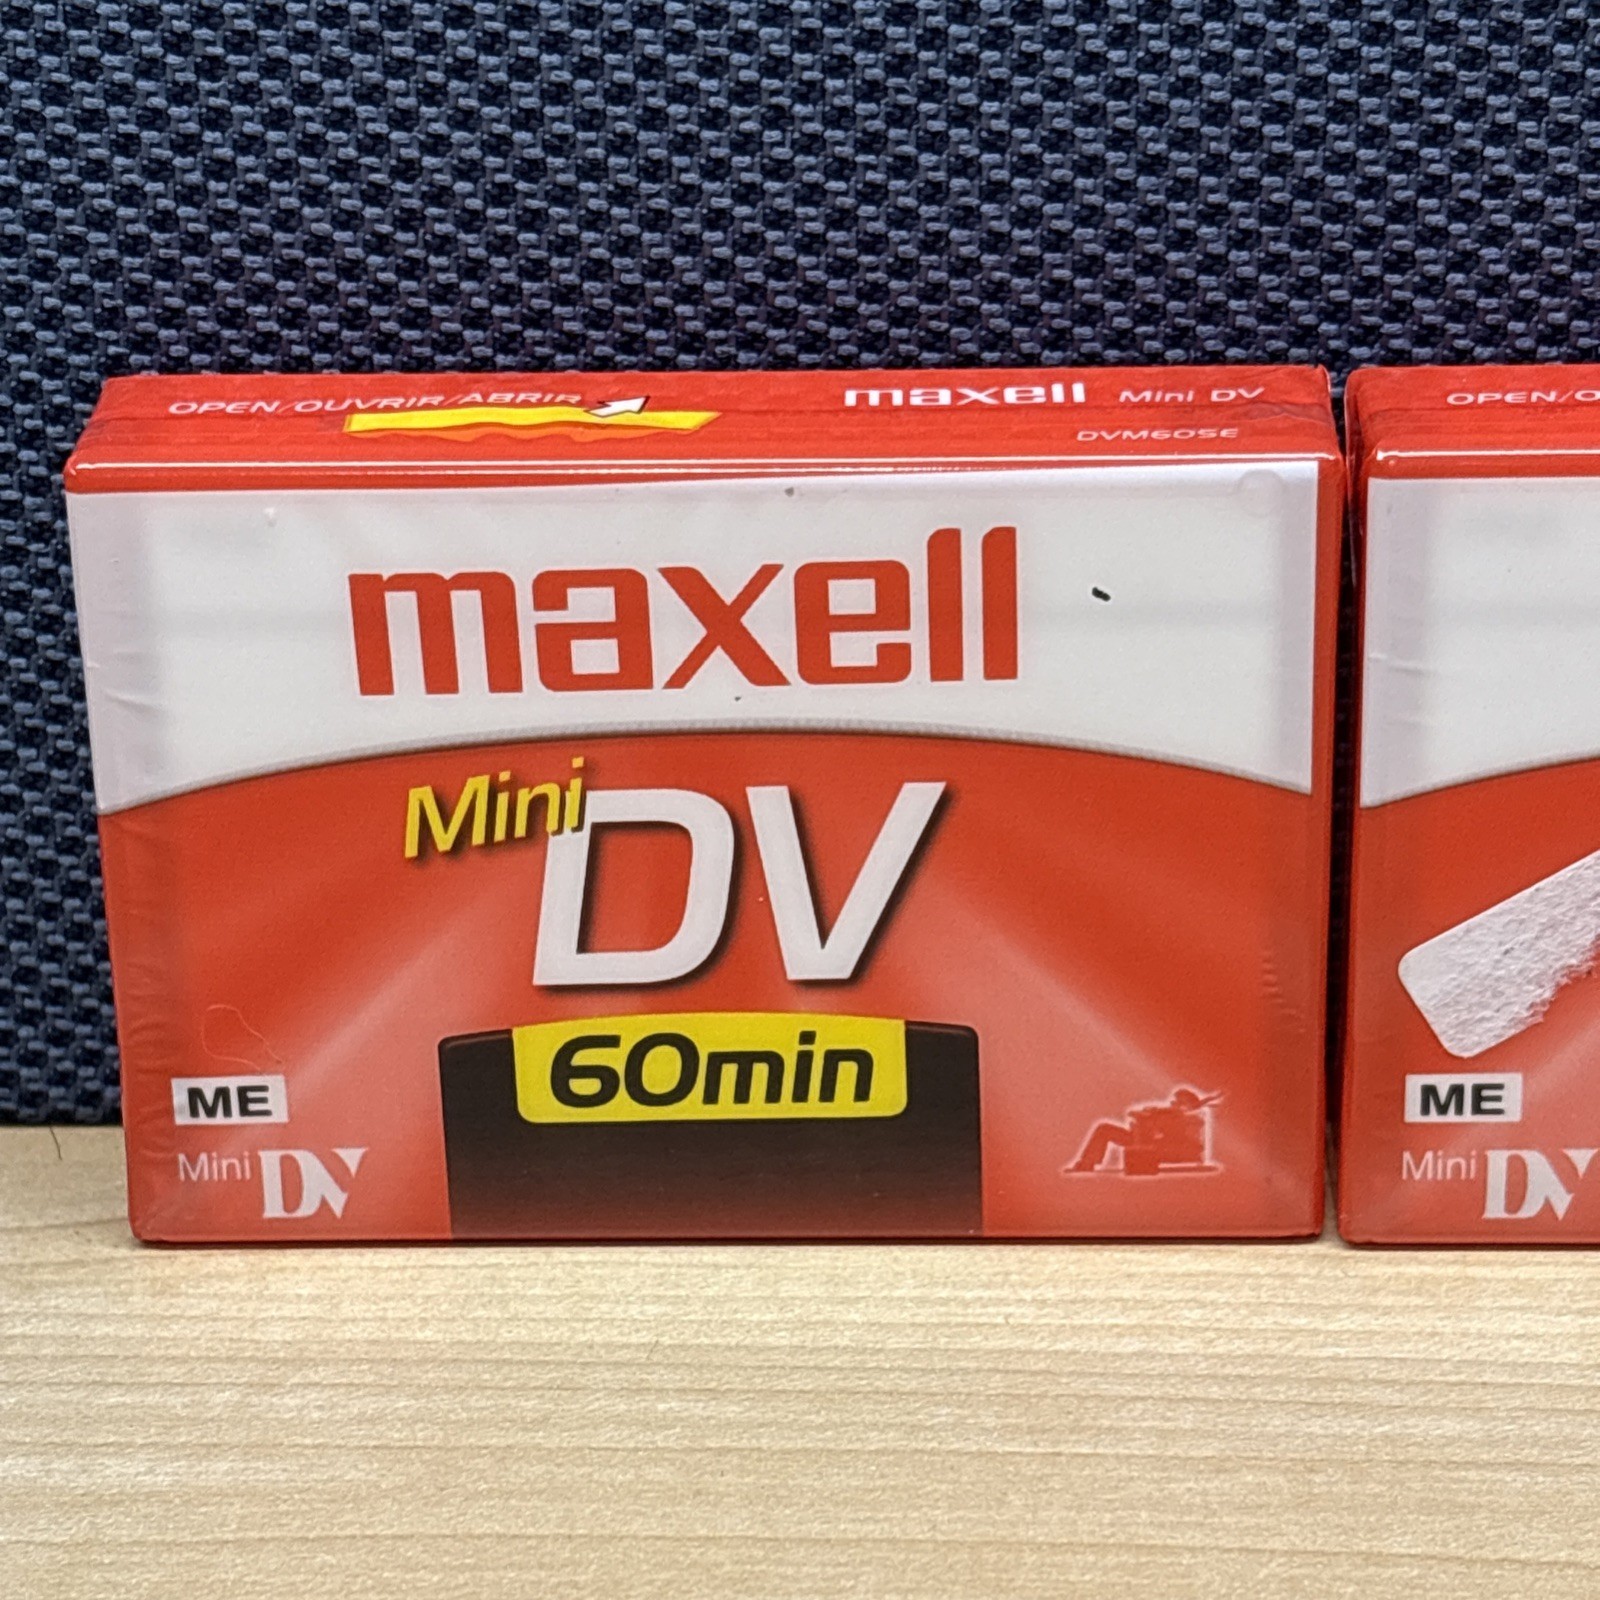 OPEN/OUVRIR/ABRIR
maxell Mini DV
DVM60SE
maxell
Mini DV
60min
ME
Mini DV
OPEN/O
ME
Mini DV